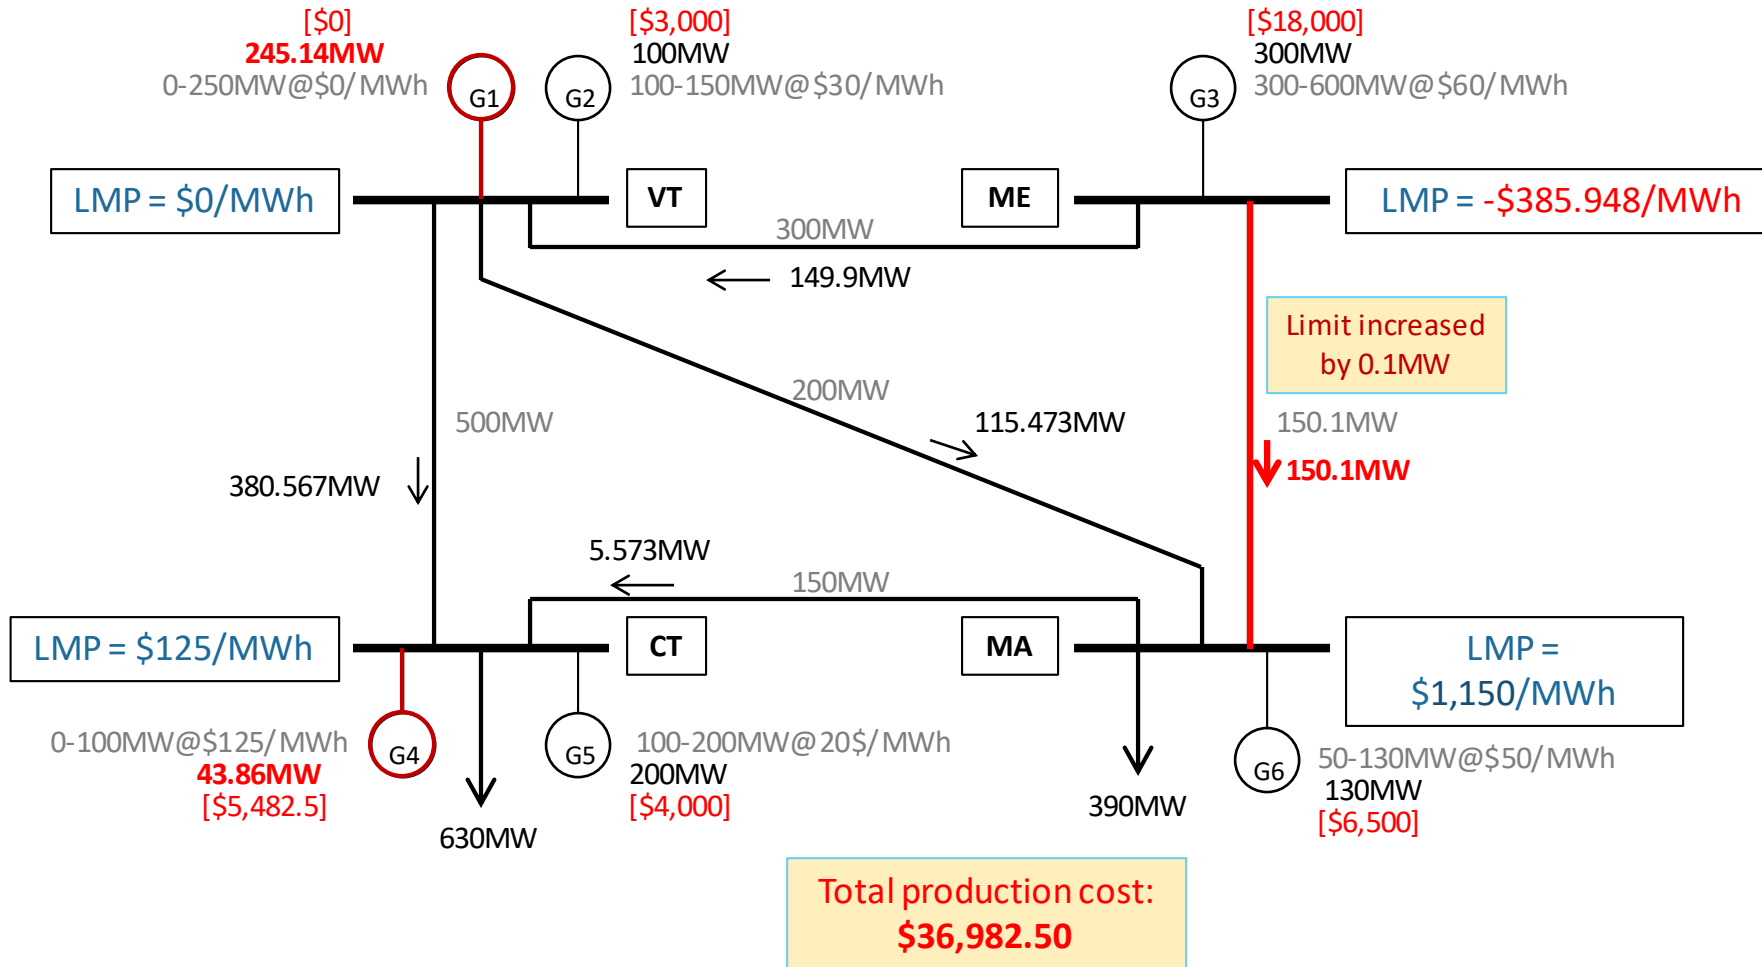 [$0]
245.14MW
0-250MW@$0/MWh
G1
[$3,000]
100MW
100-150MW@$30/MWh
G2
[$18,000]
300MW
300-600MW@$60/MWh
G3
LMP = $0/MWh
VT
ME
LMP = -$385.948/MWh
300MW
149.9MW
Limit increased
by 0.1MW
200MW
115.473MW
500MW
150.1MW
150.1MW
380.567MW
5.573MW
150MW
LMP = $125/MWh
CT
MA
LMP =
$1,150/MWh
0-100MW@$125/MWh
43.86MW
[$5,482.5]
G4
G5
100-200MW@20$/MWh
200MW
[$4,000]
630MW
390MW
G6
50-130MW@$50/MWh
130MW
[$6,500]
Total production cost:
$36,982.50